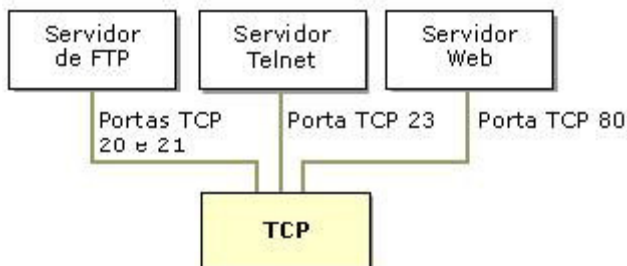 Servidor
de FTP
Servidor
Telnet
Servidor
Web
Portas TCP
20 e 21
Porta TCP 23
Porta TCP 80
TCP